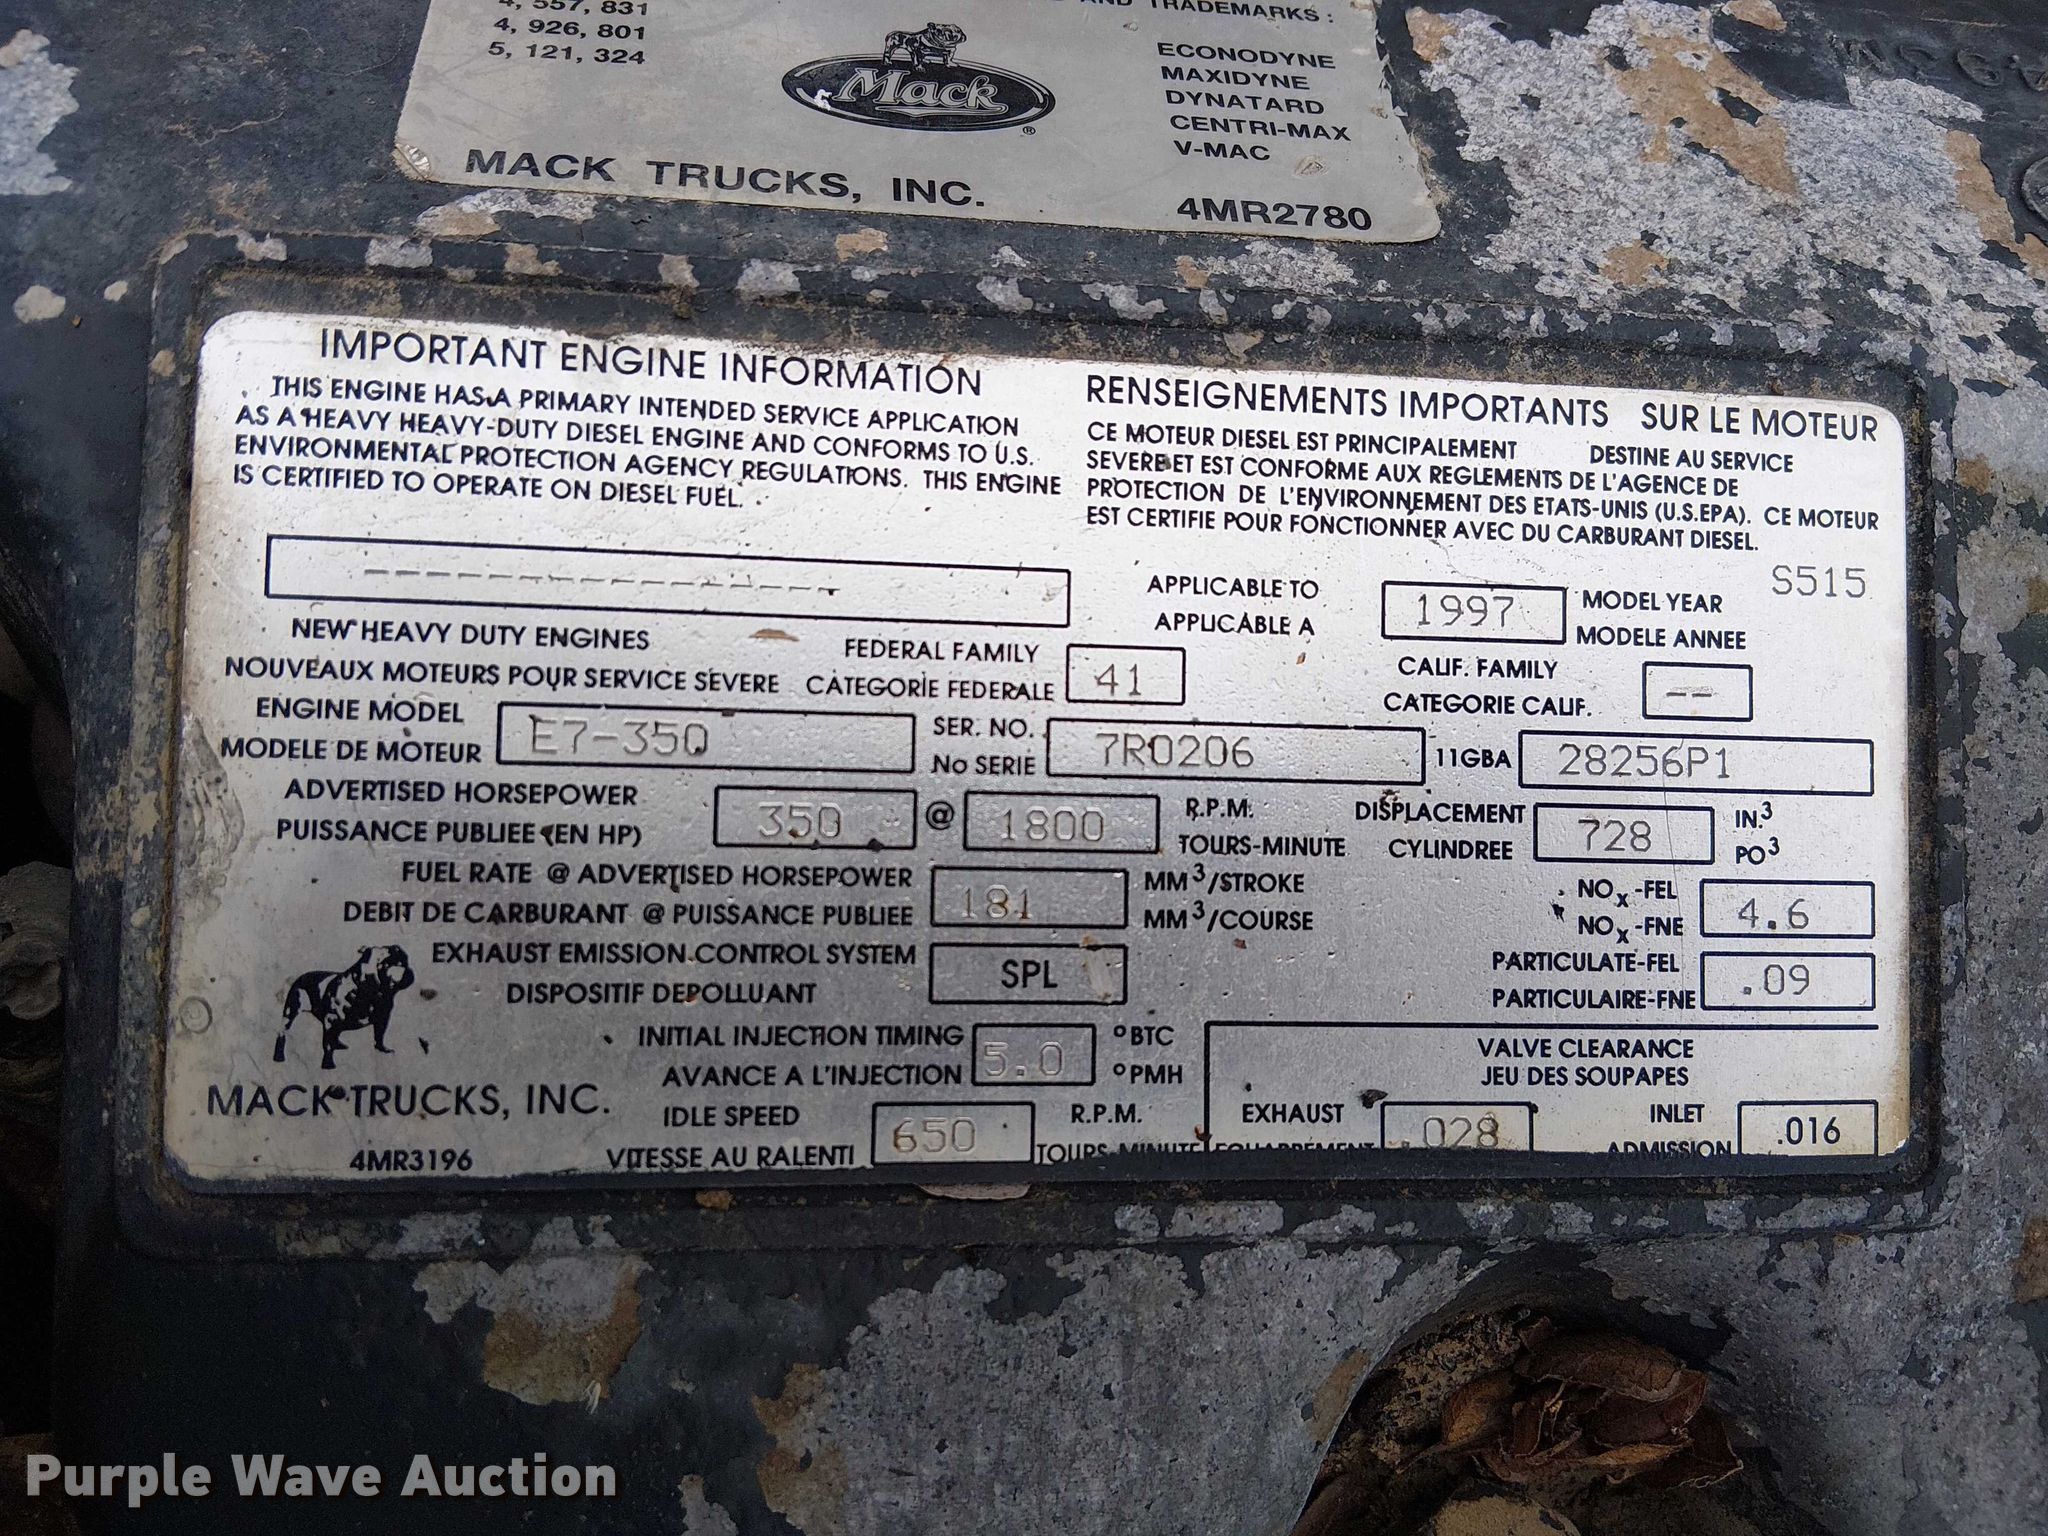 4, 557, 831
4, 926, 801
5, 121, 324
AND TRADEMARKS :
ECONODYNE
MAXIDYNE
DYNATARD
CENTRI-MAX
V-MAC
Mack
®
MACK TRUCKS, INC.
4MR2780
IMPORTANT ENGINE INFORMATION
THIS ENGINE HAS A PRIMARY INTENDED SERVICE APPLICATION
AS A HEAVY HEAVY-DUTY DIESEL ENGINE AND CONFORMS TO U.S.
ENVIRONMENTAL PROTECTION AGENCY REGULATIONS. THIS ENGINE
IS CERTIFIED TO OPERATE ON DIESEL FUEL.
RENSEIGNEMENTS IMPORTANTS SUR LE MOTEUR
CE MOTEUR DIESEL EST PRINCIPALEMENT DESTINE AU SERVICE
SEVERE ET EST CONFORME AUX REGLEMENTS DE L'AGENCE DE
PROTECTION DE L'ENVIRONNEMENT DES ETATS-UNIS (U.S.EPA). CE MOTEUR
EST CERTIFIE POUR FONCTIONNER AVEC DU CARBURANT DIESEL.
S515
----------------
APPLICABLE TO 1997 MODEL YEAR
APPLICABLE A MODELE ANNEE
NEW HEAVY DUTY ENGINES FEDERAL FAMILY 41 CALIF. FAMILY --
NOUVEAUX MOTEURS POUR SERVICE SEVERE CATEGORIE FEDERALE CATEGORIE CALIF.
ENGINE MODEL E7-350 SER. NO. 7R0206 11GBA 28256P1
MODELE DE MOTEUR No SERIE
ADVERTISED HORSEPOWER 350 @ 1800 R.P.M. DISPLACEMENT 728 IN.³
PUISSANCE PUBLIEE (EN HP) TOURS-MINUTE CYLINDREE PO³
FUEL RATE @ ADVERTISED HORSEPOWER 181 MM³/STROKE NOx-FEL 4.6
DEBIT DE CARBURANT @ PUISSANCE PUBLIEE MM³/COURSE NOx-FNE
EXHAUST EMISSION CONTROL SYSTEM SPL PARTICULATE-FEL .09
DISPOSITIF DEPOLLUANT PARTICULAIRE-FNE
INITIAL INJECTION TIMING 5.0 °BTC VALVE CLEARANCE
AVANCE A L'INJECTION °PMH JEU DES SOUPAPES
MACK TRUCKS, INC.
IDLE SPEED 650 R.P.M. EXHAUST .028 INLET .016
4MR3196 VITESSE AU RALENTI TOURS-MINUTE ECHAPPEMENT ADMISSION
Purple Wave Auction